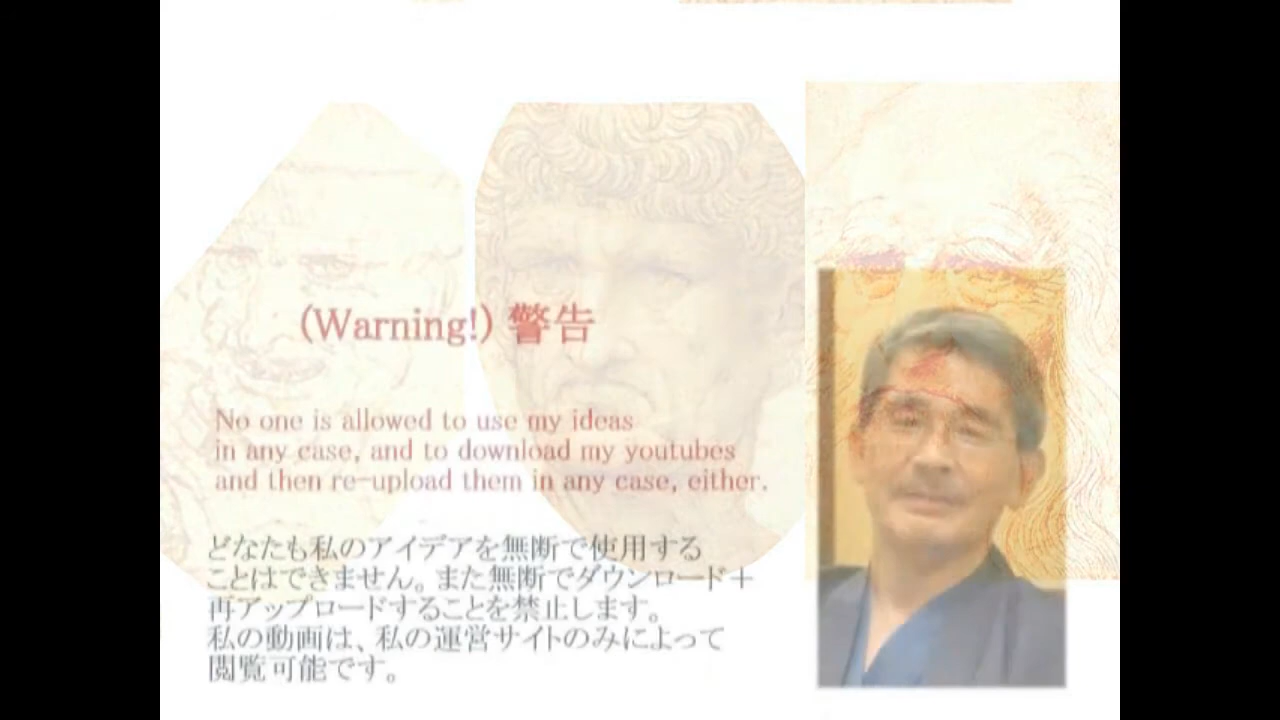 (Warning!) 警告
No one is allowed to use my ideas
in any case, and to download my youtubes
and then re-upload them in any case, either.
どなたも私のアイデアを無断で使用する
ことはできません。また無断でダウンロード＋
再アップロードすることを禁止します。
私の動画は、私の運営サイトのみによって
閲覧可能です。